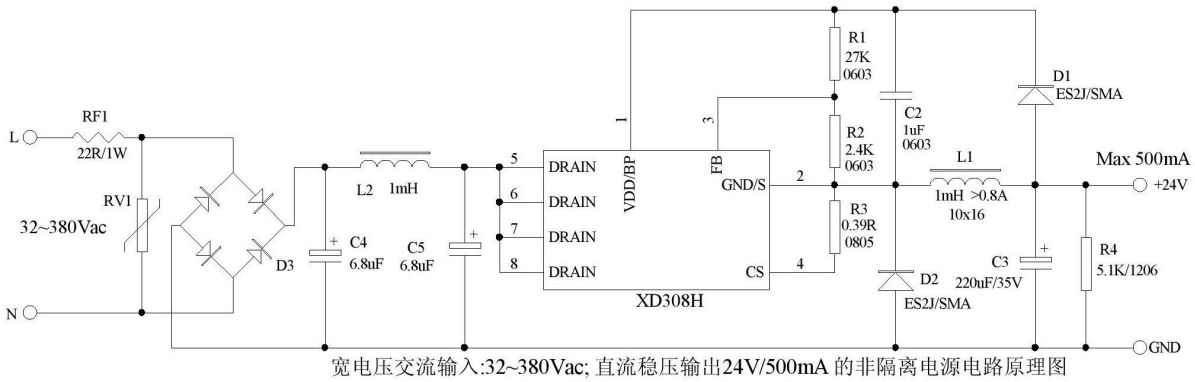 R1
27K
0603
D1
ES2J/SMA
C2
1uF
0603
R2
2.4K
0603
RF1
22R/1W
L
1
3
5
DRAIN
VDD/BP
FB
GND/S
2
L1
1mH >0.8A
10x16
Max 500mA
+24V
L2
1mH
6
DRAIN
RV1
32~380Vac
7
DRAIN
R3
0.39R
0805
C4
6.8uF
C5
6.8uF
8
DRAIN
CS
4
D3
D2
ES2J/SMA
C3
220uF/35V
R4
5.1K/1206
XD308H
N
GND
宽电压交流输入:32~380Vac; 直流稳压输出24V/500mA 的非隔离电源电路原理图